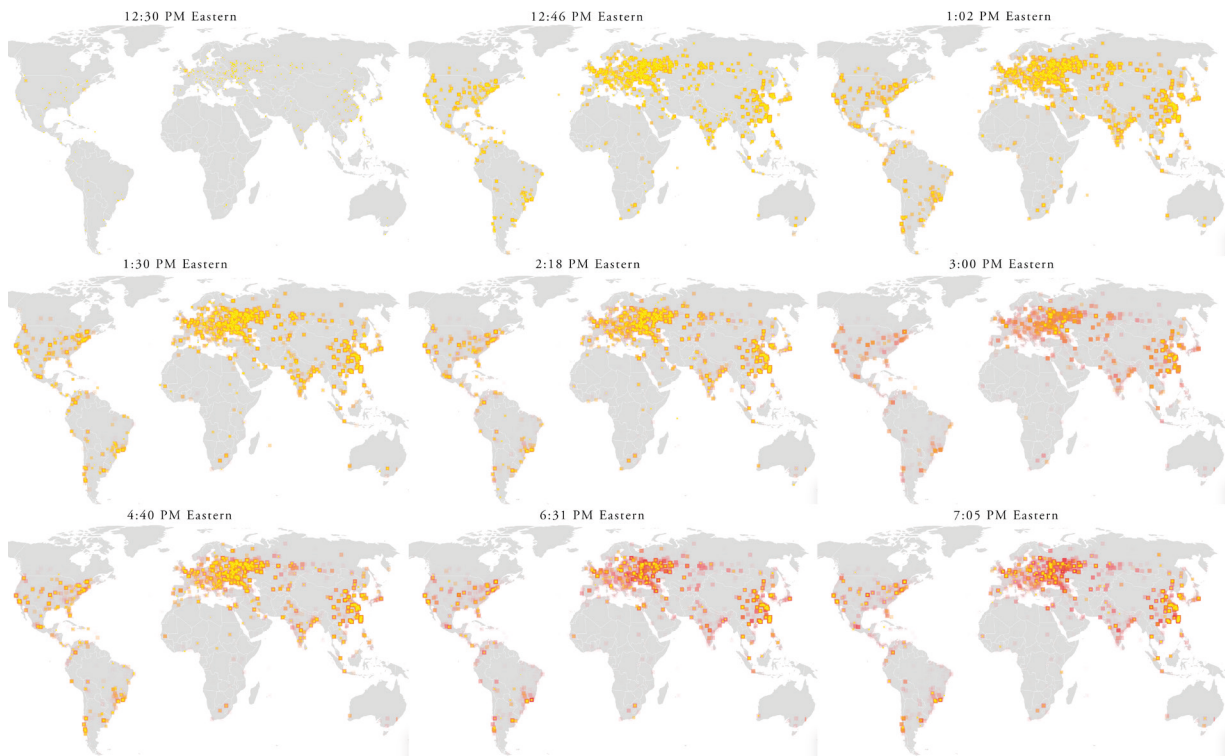 12:30 PM Eastern
12:46 PM Eastern
1:02 PM Eastern
1:30 PM Eastern
2:18 PM Eastern
3:00 PM Eastern
4:40 PM Eastern
6:31 PM Eastern
7:05 PM Eastern